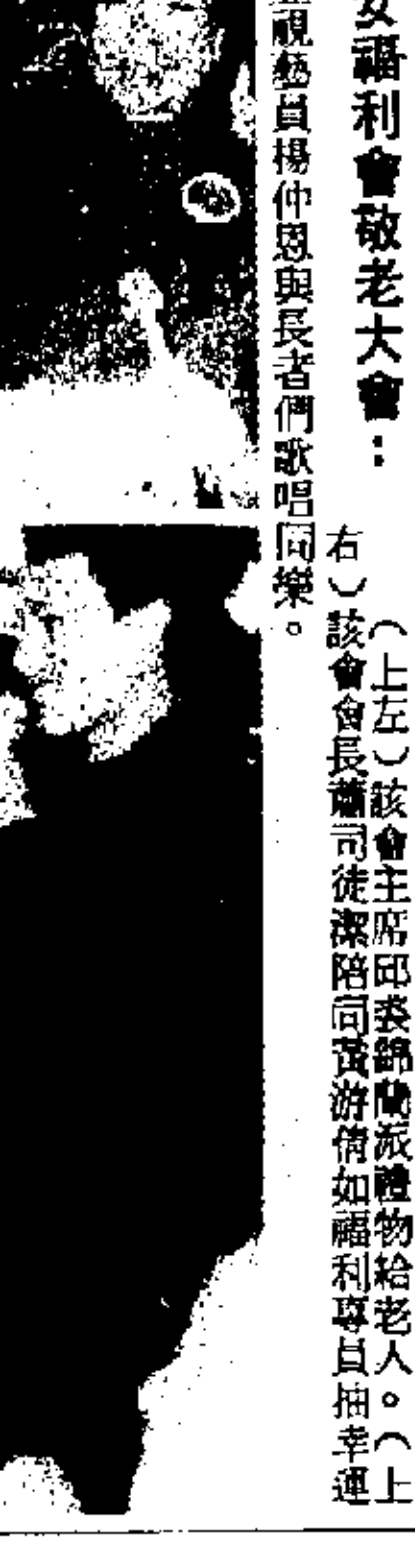 女福利會敬老大會：
（上左）該會主席邱裘錦蘭派禮物給老人。（上
右）該會會長蕭司徒潔陪同黃游倩如福利專員抽幸運
視藝員楊仲恩與長者們歌唱同樂。